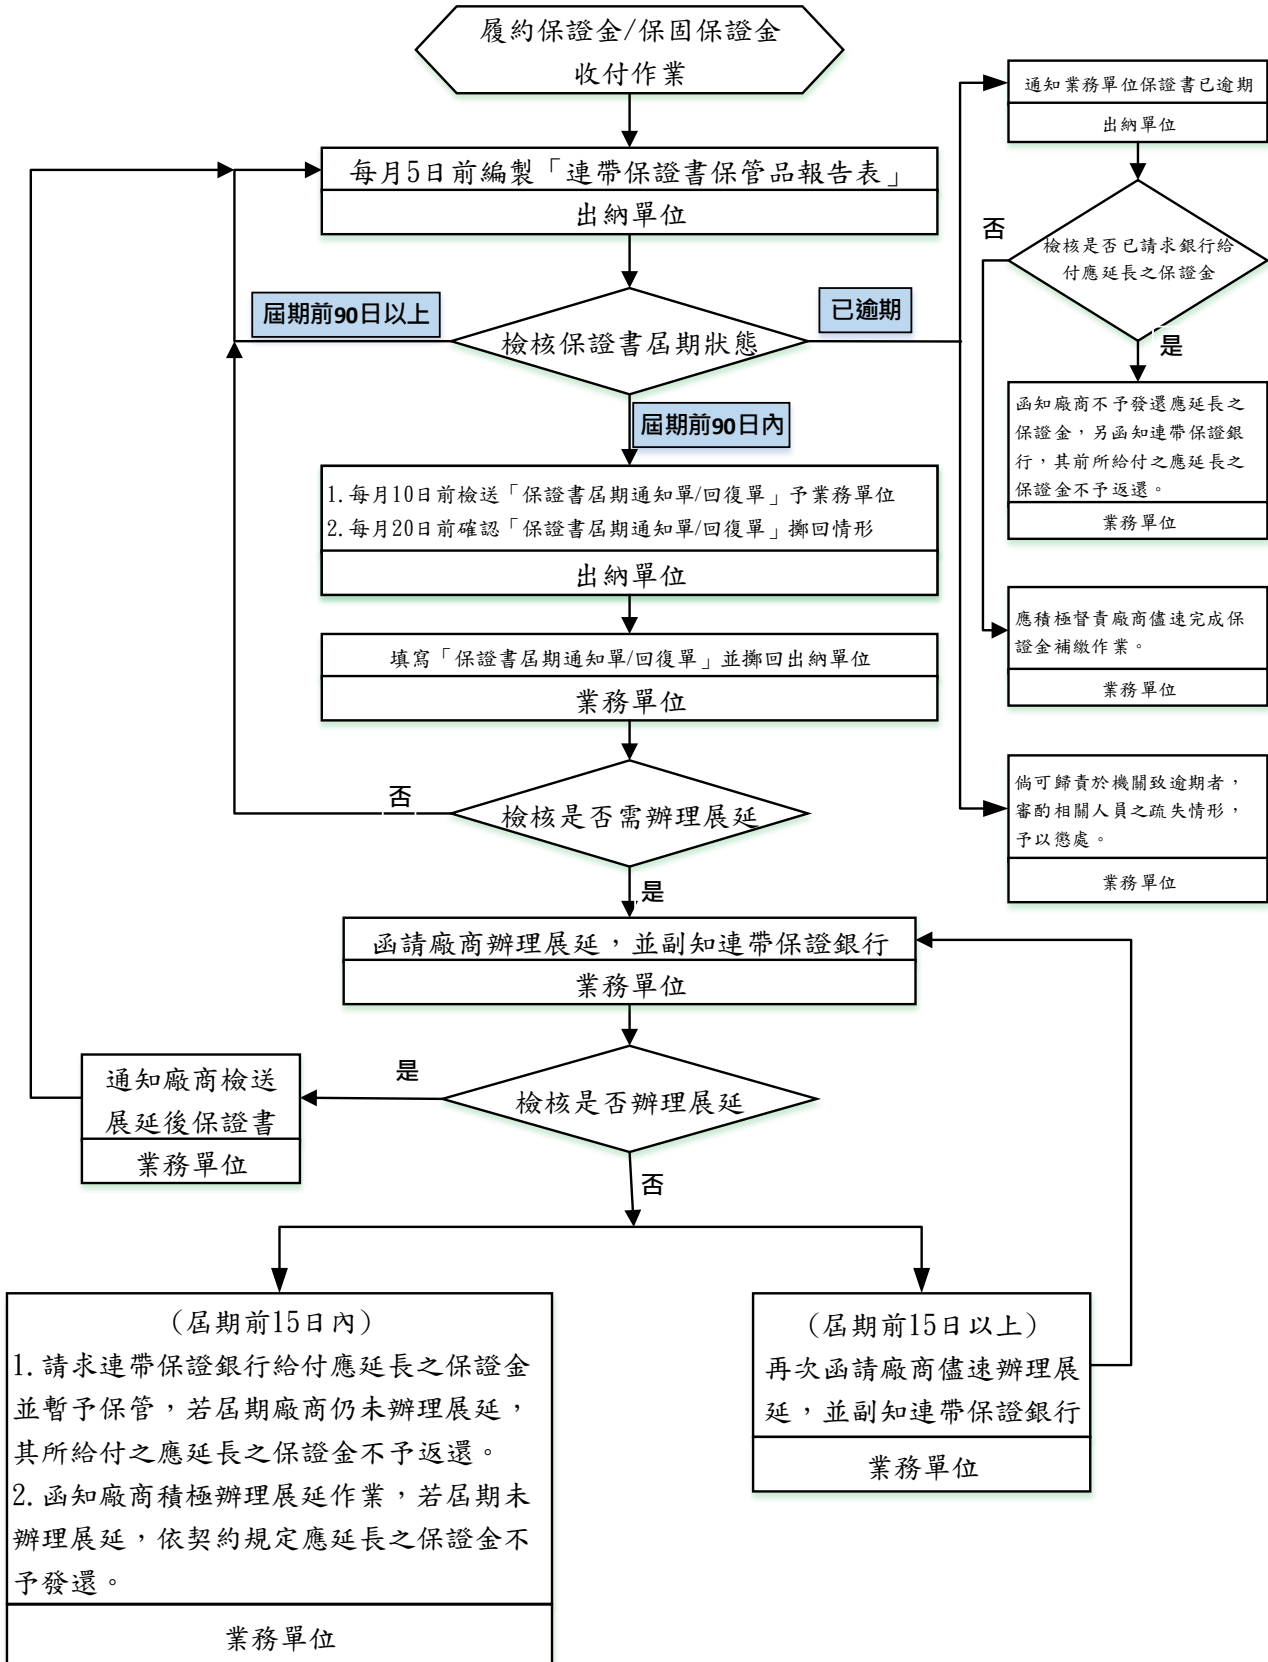 履約保證金/保固保證金
收付作業
每月5日前編製「連帶保證書保管品報告表」
出納單位
屆期前90日以上
已逾期
檢核保證書屆期狀態
屆期前90日內
1.每月10日前檢送「保證書屆期通知單/回復單」予業務單位
2.每月20日前確認「保證書屆期通知單/回復單」擲回情形
出納單位
填寫「保證書屆期通知單/回復單」並擲回出納單位
業務單位
否
檢核是否需辦理展延
是
函請廠商辦理展延，並副知連帶保證銀行
業務單位
檢核是否辦理展延
是
通知廠商檢送
展延後保證書
業務單位
否
（屆期前15日內）
1.請求連帶保證銀行給付應延長之保證金
並暫予保管，若屆期廠商仍未辦理展延，
其所給付之應延長之保證金不予返還。
2.函知廠商積極辦理展延作業，若屆期未
辦理展延，依契約規定應延長之保證金不
予發還。
業務單位
（屆期前15日以上）
再次函請廠商儘速辦理展
延，並副知連帶保證銀行
業務單位
通知業務單位保證書已逾期
出納單位
否
檢核是否已請求銀行給
付應延長之保證金
是
函知廠商不予發還應延長之
保證金，另函知連帶保證銀
行，其前所給付之應延長之
保證金不予返還。
業務單位
應積極督責廠商儘速完成保
證金補繳作業。
業務單位
倘可歸責於機關致逾期者，
審酌相關人員之疏失情形，
予以懲處。
業務單位